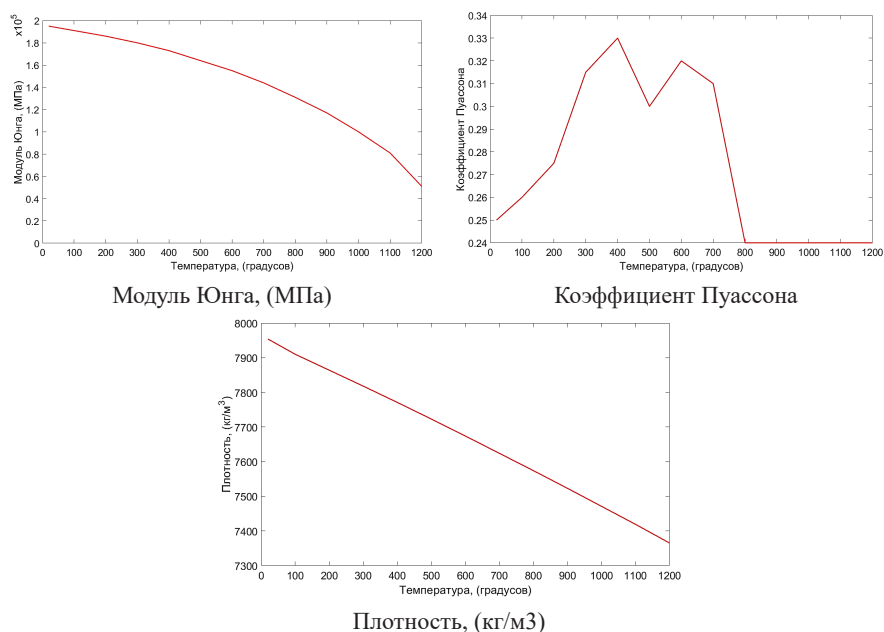 x10⁵
2
1.8
1.6
1.4
1.2
1
0.8
0.6
0.4
0.2
0
Модуль Юнга, (МПа)
0 100 200 300 400 500 600 700 800 900 1000 1100 1200
Температура, (градусов)
Модуль Юнга, (МПа)
0.34
0.33
0.32
0.31
0.3
0.29
0.28
0.27
0.26
0.25
0.24
Коэффициент Пуассона
0 100 200 300 400 500 600 700 800 900 1000 1100 1200
Температура, (градусов)
Коэффициент Пуассона
8000
7900
7800
7700
7600
7500
7400
7300
Плотность, (кг/м³)
0 100 200 300 400 500 600 700 800 900 1000 1100 1200
Температура, (градусов)
Плотность, (кг/м3)